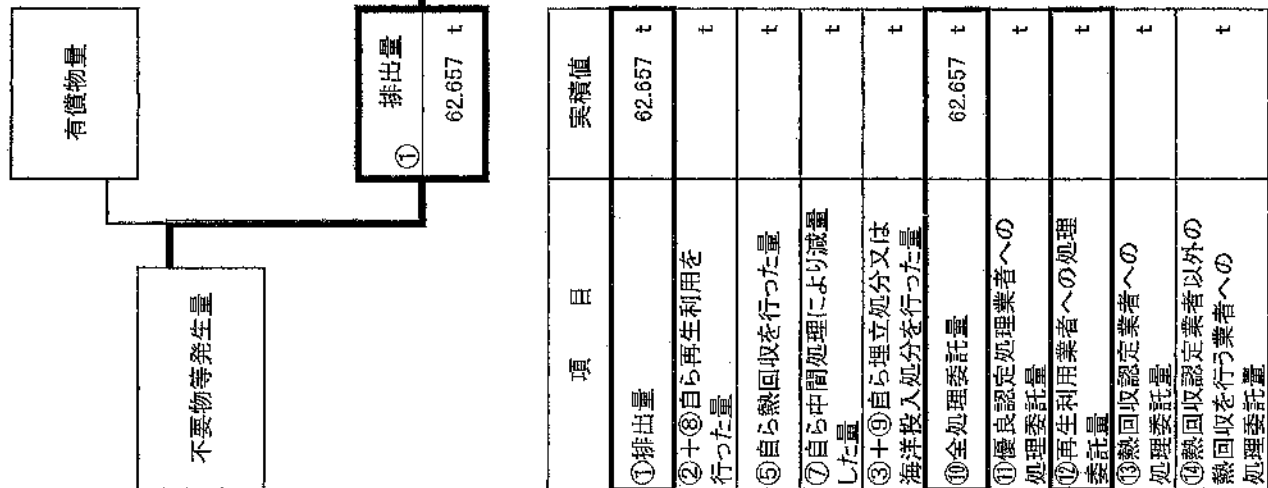 不要物等発生量
有償物量
①
排出量
62.657 t
項 目
実績値
①排出量
62.657 t
②+⑧自ら再生利用を
行った量
t
⑤自ら熱回収を行った量
t
⑦自ら中間処理により減量
した量
t
③+⑨自ら埋立処分又は
海洋投入処分を行った量
t
⑩全処理委託量
62.657 t
⑪優良認定処理業者への
処理委託量
t
⑫再生利用業者への処理
委託量
t
⑬熱回収認定業者への
処理委託量
t
⑭熱回収認定業者以外の
熱回収を行う業者への
処理委託量
t